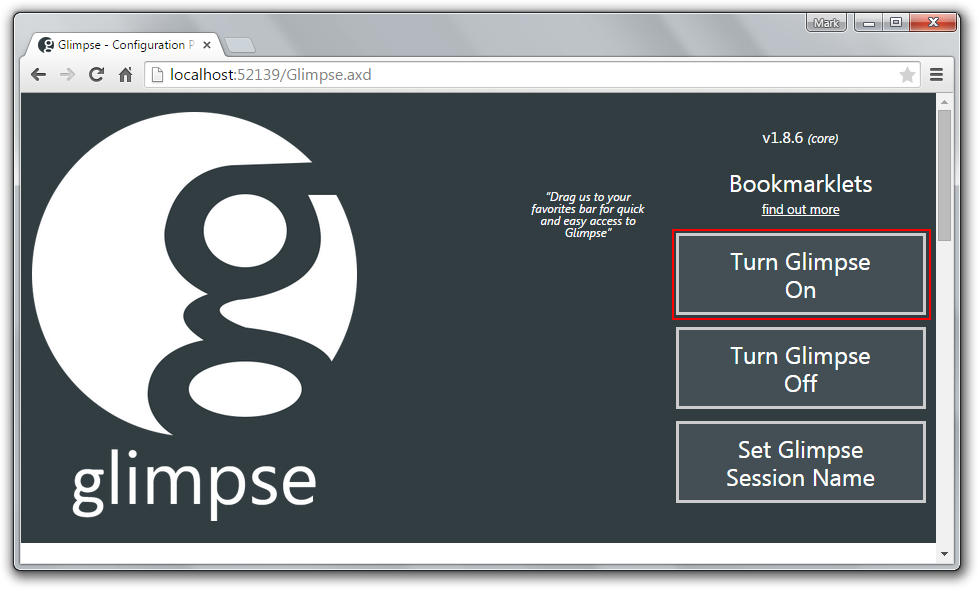 Mark
Glimpse - Configuration P
localhost:52139/Glimpse.axd
v1.8.6 (core)
Bookmarklets
find out more
"Drag us to your
favorites bar for quick
and easy access to
Glimpse"
Turn Glimpse
On
Turn Glimpse
Off
Set Glimpse
Session Name
glimpse